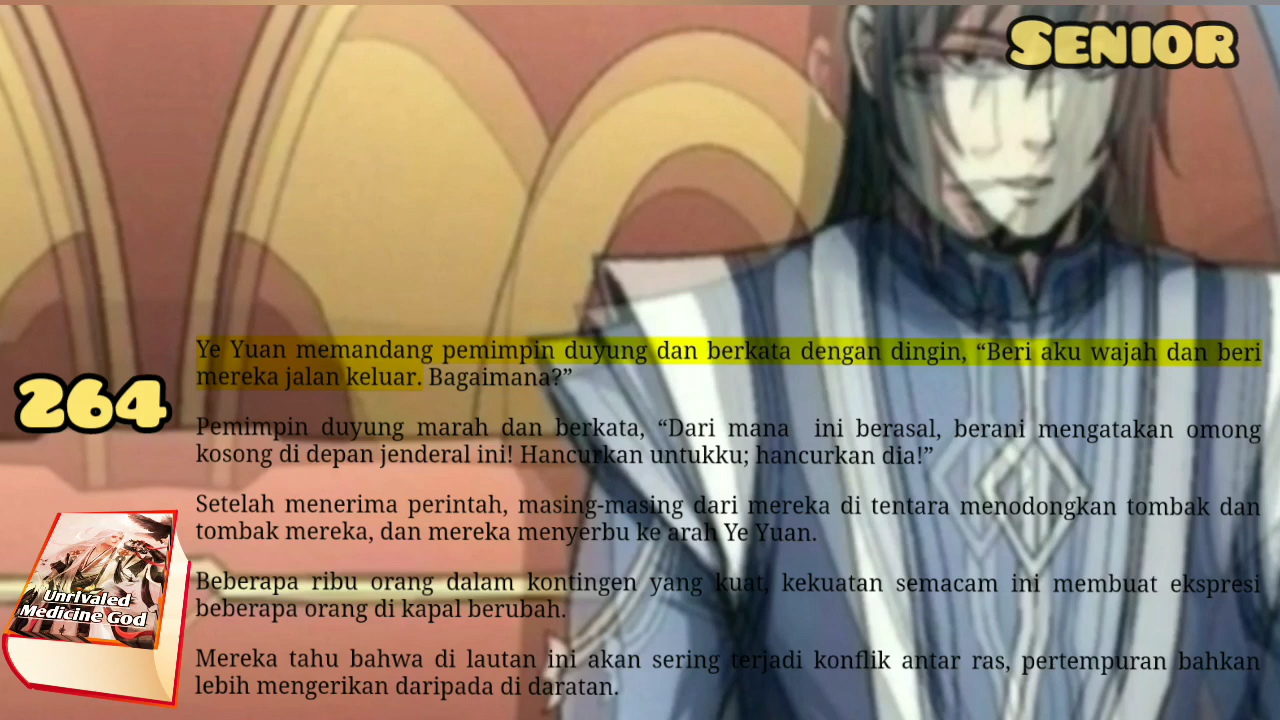 SENIOR
Ye Yuan memandang pemimpin duyung dan berkata dengan dingin, “Beri aku wajah dan beri
mereka jalan keluar. Bagaimana?”
264
Pemimpin duyung marah dan berkata, “Dari mana ini berasal, berani mengatakan omong
kosong di depan jenderal ini! Hancurkan untukku; hancurkan dia!”
Setelah menerima perintah, masing-masing dari mereka di tentara menodongkan tombak dan
tombak mereka, dan mereka menyerbu ke arah Ye Yuan.
Beberapa ribu orang dalam kontingen yang kuat, kekuatan semacam ini membuat ekspresi
beberapa orang di kapal berubah.
Unrivaled
Medicine God
Mereka tahu bahwa di lautan ini akan sering terjadi konflik antar ras, pertempuran bahkan
lebih mengerikan daripada di daratan.